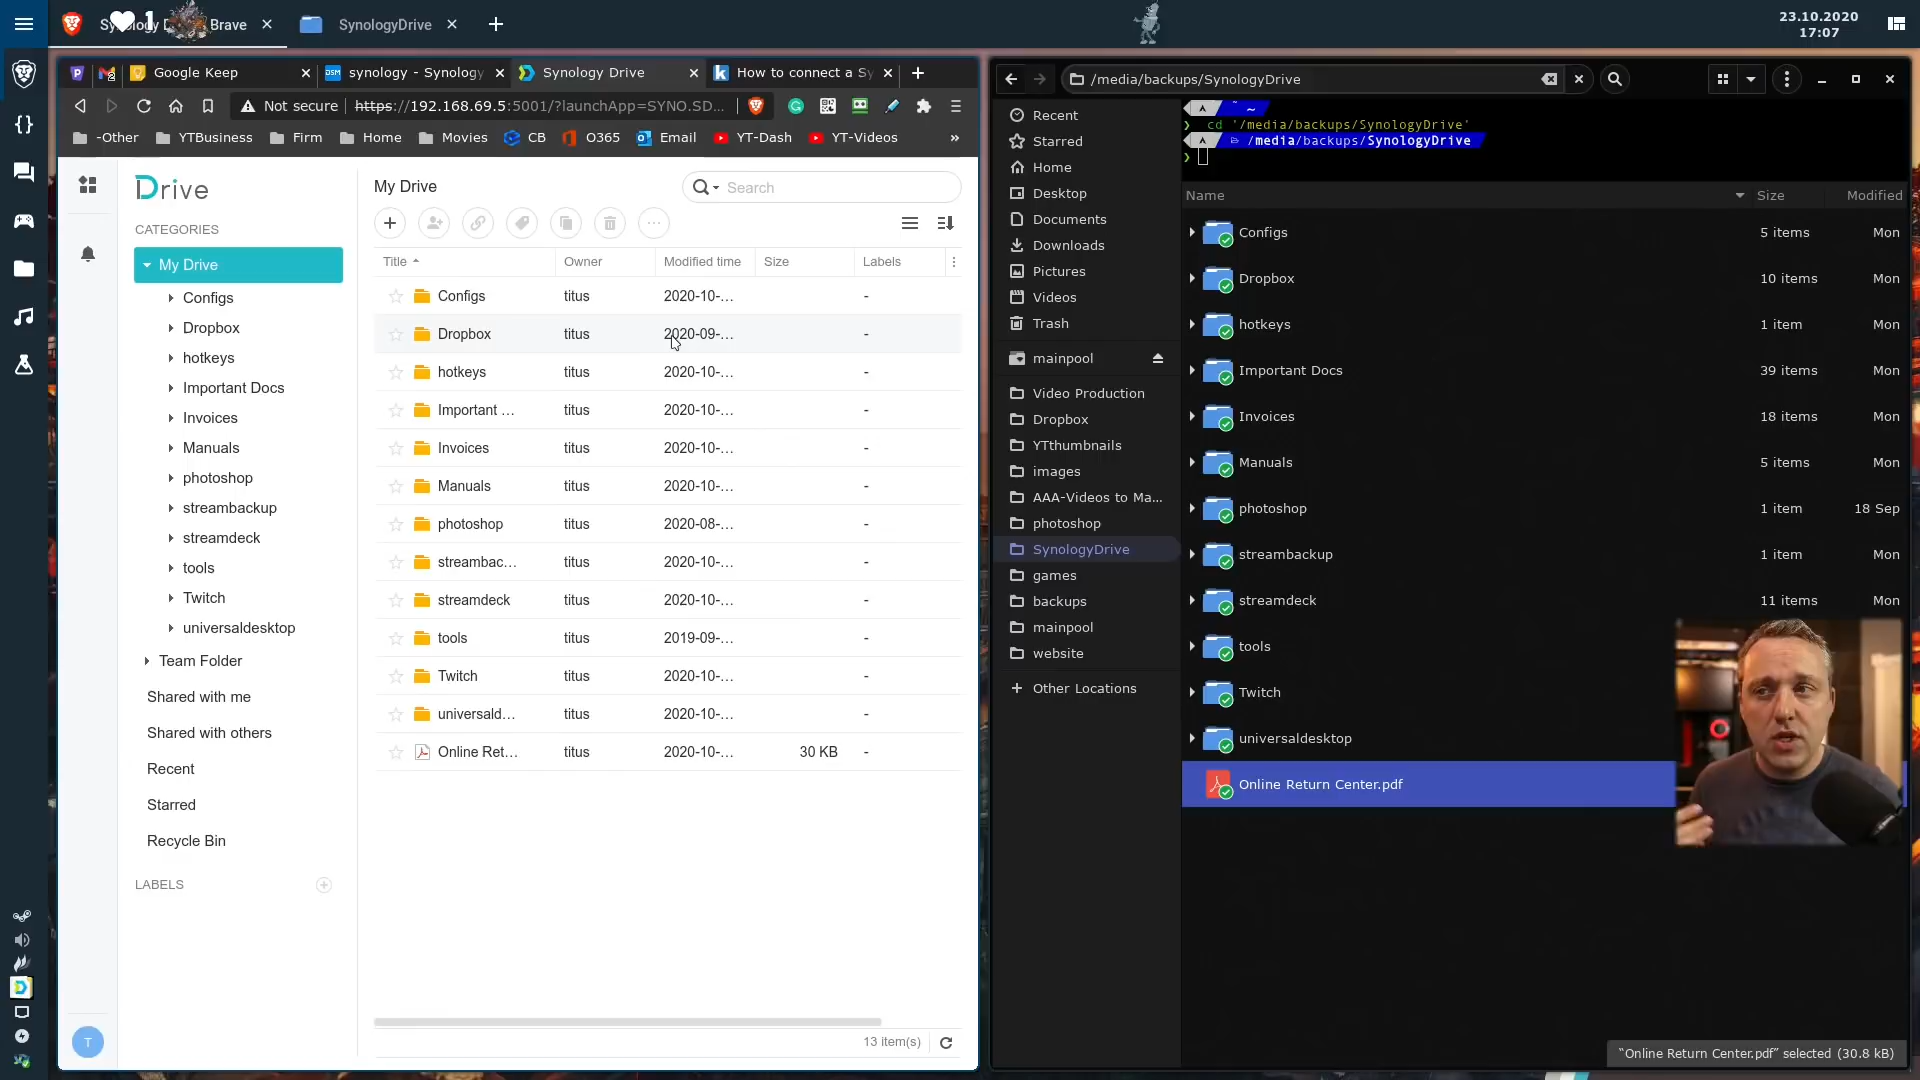 Brave
1
SynologyDrive
23.10.2020
17:07
Google Keep
synology - Synology
Synology Drive
How to connect a Sy
Not secure
https://192.168.69.5:5001/?launchApp=SYNO.SD...
-Other
YTBusiness
Firm
Home
Movies
CB
O365
Email
YT-Dash
YT-Videos
»
Drive
CATEGORIES
My Drive
Configs
Dropbox
hotkeys
Important Docs
Invoices
Manuals
photoshop
streambackup
streamdeck
tools
Twitch
universaldesktop
Team Folder
Shared with me
Shared with others
Recent
Starred
Recycle Bin
LABELS
T
My Drive
Search
Title Owner Modified time Size Labels
Configs titus 2020-10-... -
Dropbox titus 2020-09-... -
hotkeys titus 2020-10-... -
Important ... titus 2020-10-... -
Invoices titus 2020-10-... -
Manuals titus 2020-10-... -
photoshop titus 2020-08-... -
streambac... titus 2020-10-... -
streamdeck titus 2020-10-... -
tools titus 2019-09-... -
Twitch titus 2020-10-... -
universald... titus 2020-10-... -
Online Ret... titus 2020-10-... 30 KB -
13 item(s)
/media/backups/SynologyDrive
Recent
Starred
Home
Desktop
Documents
Downloads
Pictures
Videos
Trash
mainpool
Video Production
Dropbox
YTthumbnails
images
AAA-Videos to Ma...
photoshop
SynologyDrive
games
backups
mainpool
website
Other Locations
~
❯ cd '/media/backups/SynologyDrive'
/media/backups/SynologyDrive
❯
Name Size Modified
Configs 5 items Mon
Dropbox 10 items Mon
hotkeys 1 item Mon
Important Docs 39 items Mon
Invoices 18 items Mon
Manuals 5 items Mon
photoshop 1 item 18 Sep
streambackup 1 item Mon
streamdeck 11 items Mon
tools
Twitch
universaldesktop
Online Return Center.pdf
"Online Return Center.pdf" selected (30.8 kB)